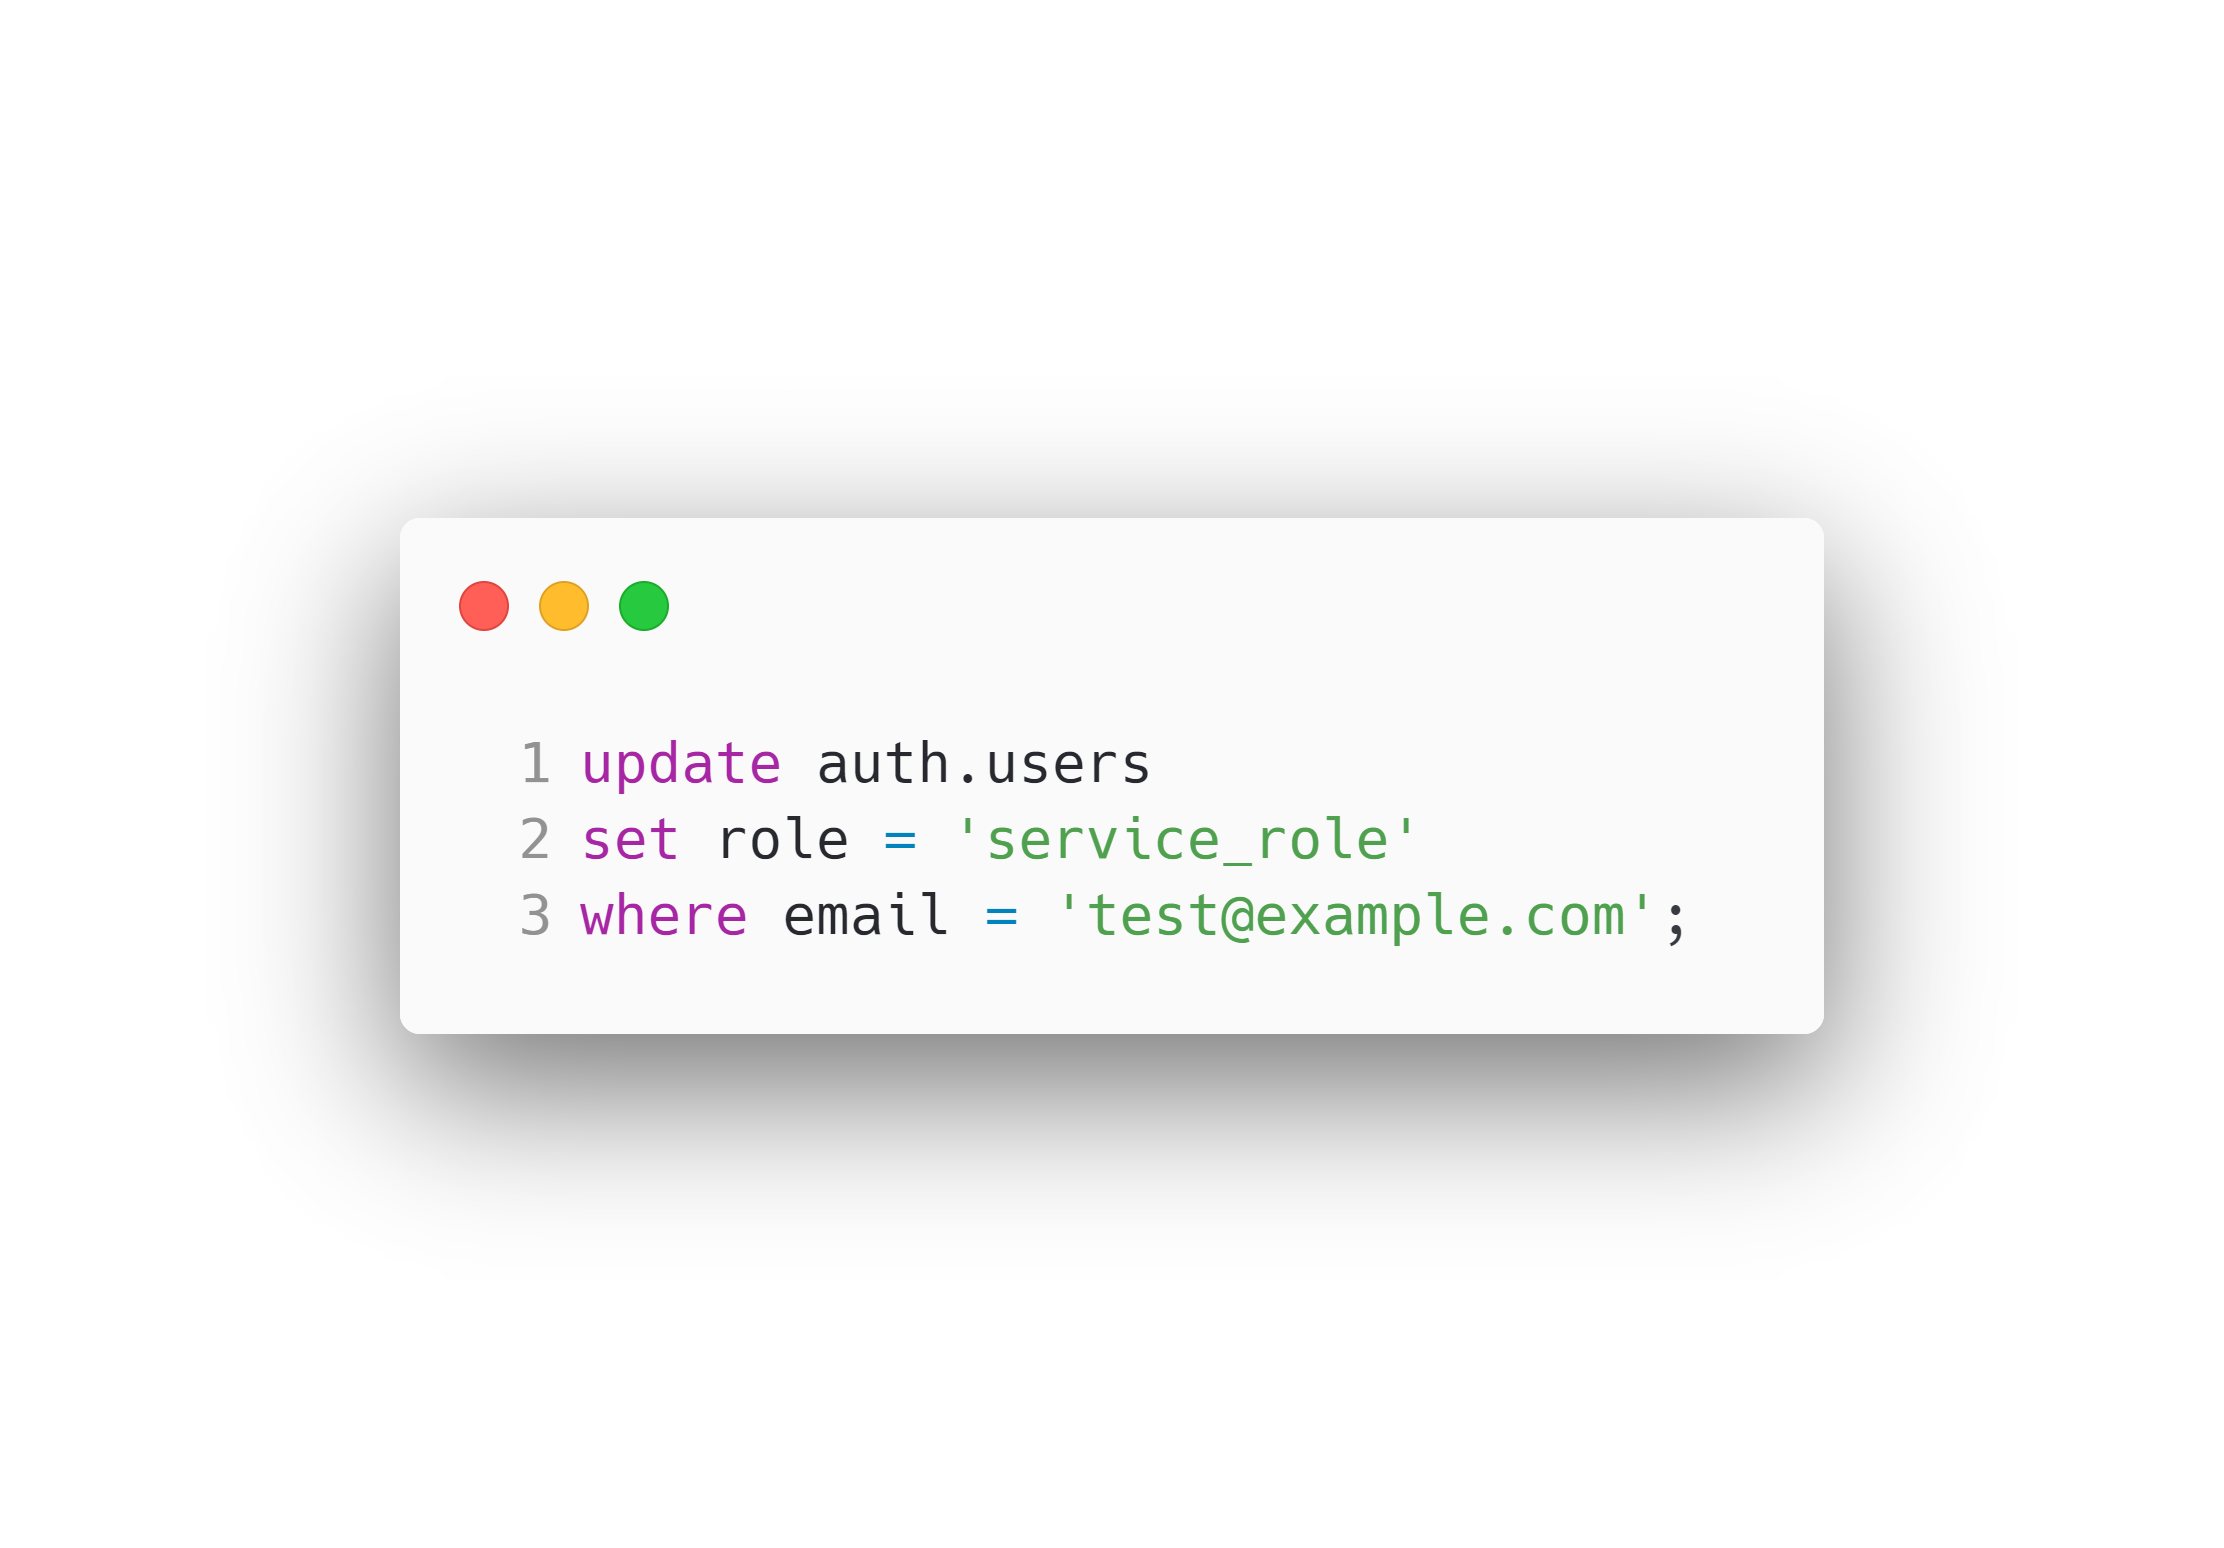 1 update auth.users
2 set role = 'service_role'
3 where email = 'test@example.com';